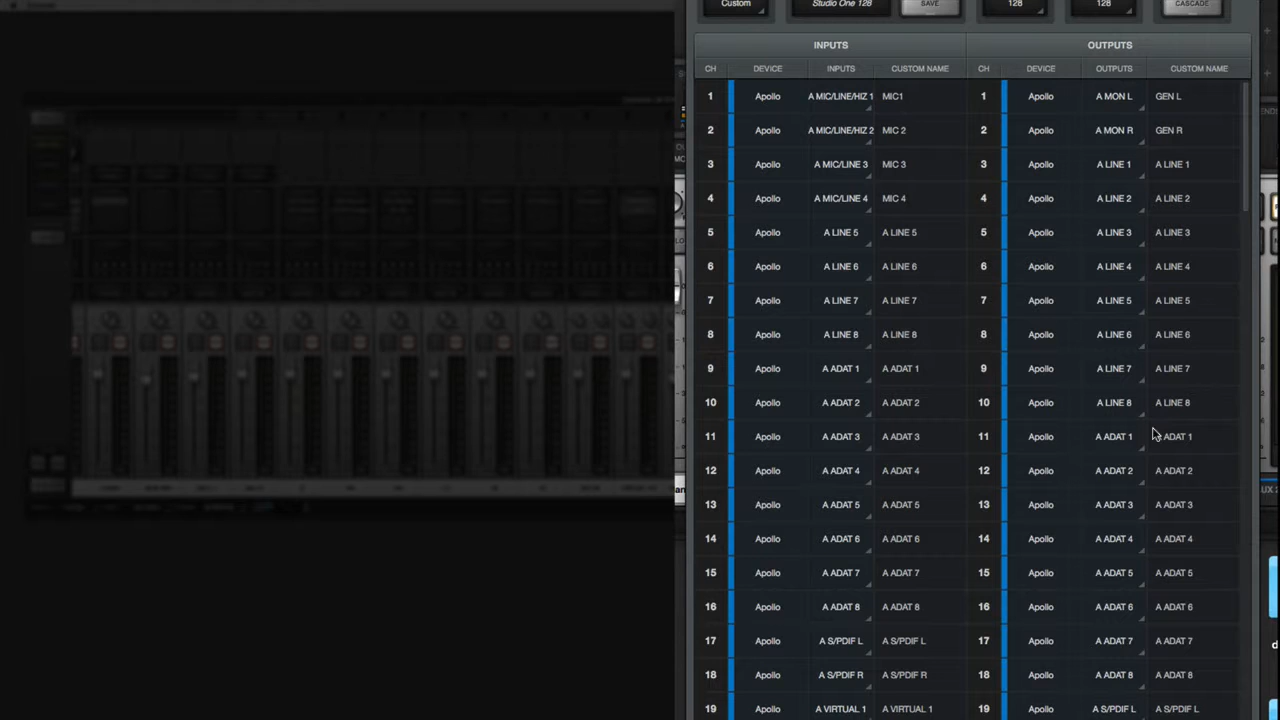 Custom Studio One 128 SAVE 128 128 CASCADE
INPUTS OUTPUTS
CH DEVICE INPUTS CUSTOM NAME CH DEVICE OUTPUTS CUSTOM NAME
1 Apollo A MIC/LINE/HIZ 1 MIC1 1 Apollo A MON L GEN L
2 Apollo A MIC/LINE/HIZ 2 MIC 2 2 Apollo A MON R GEN R
3 Apollo A MIC/LINE 3 MIC 3 3 Apollo A LINE 1 A LINE 1
4 Apollo A MIC/LINE 4 MIC 4 4 Apollo A LINE 2 A LINE 2
5 Apollo A LINE 5 A LINE 5 5 Apollo A LINE 3 A LINE 3
6 Apollo A LINE 6 A LINE 6 6 Apollo A LINE 4 A LINE 4
7 Apollo A LINE 7 A LINE 7 7 Apollo A LINE 5 A LINE 5
8 Apollo A LINE 8 A LINE 8 8 Apollo A LINE 6 A LINE 6
9 Apollo A ADAT 1 A ADAT 1 9 Apollo A LINE 7 A LINE 7
10 Apollo A ADAT 2 A ADAT 2 10 Apollo A LINE 8 A LINE 8
11 Apollo A ADAT 3 A ADAT 3 11 Apollo A ADAT 1 ADAT 1
12 Apollo A ADAT 4 A ADAT 4 12 Apollo A ADAT 2 A ADAT 2
13 Apollo A ADAT 5 A ADAT 5 13 Apollo A ADAT 3 A ADAT 3
14 Apollo A ADAT 6 A ADAT 6 14 Apollo A ADAT 4 A ADAT 4
15 Apollo A ADAT 7 A ADAT 7 15 Apollo A ADAT 5 A ADAT 5
16 Apollo A ADAT 8 A ADAT 8 16 Apollo A ADAT 6 A ADAT 6
17 Apollo A S/PDIF L A S/PDIF L 17 Apollo A ADAT 7 A ADAT 7
18 Apollo A S/PDIF R A S/PDIF R 18 Apollo A ADAT 8 A ADAT 8
19 Apollo A VIRTUAL 1 A VIRTUAL 1 19 Apollo A S/PDIF L A S/PDIF L